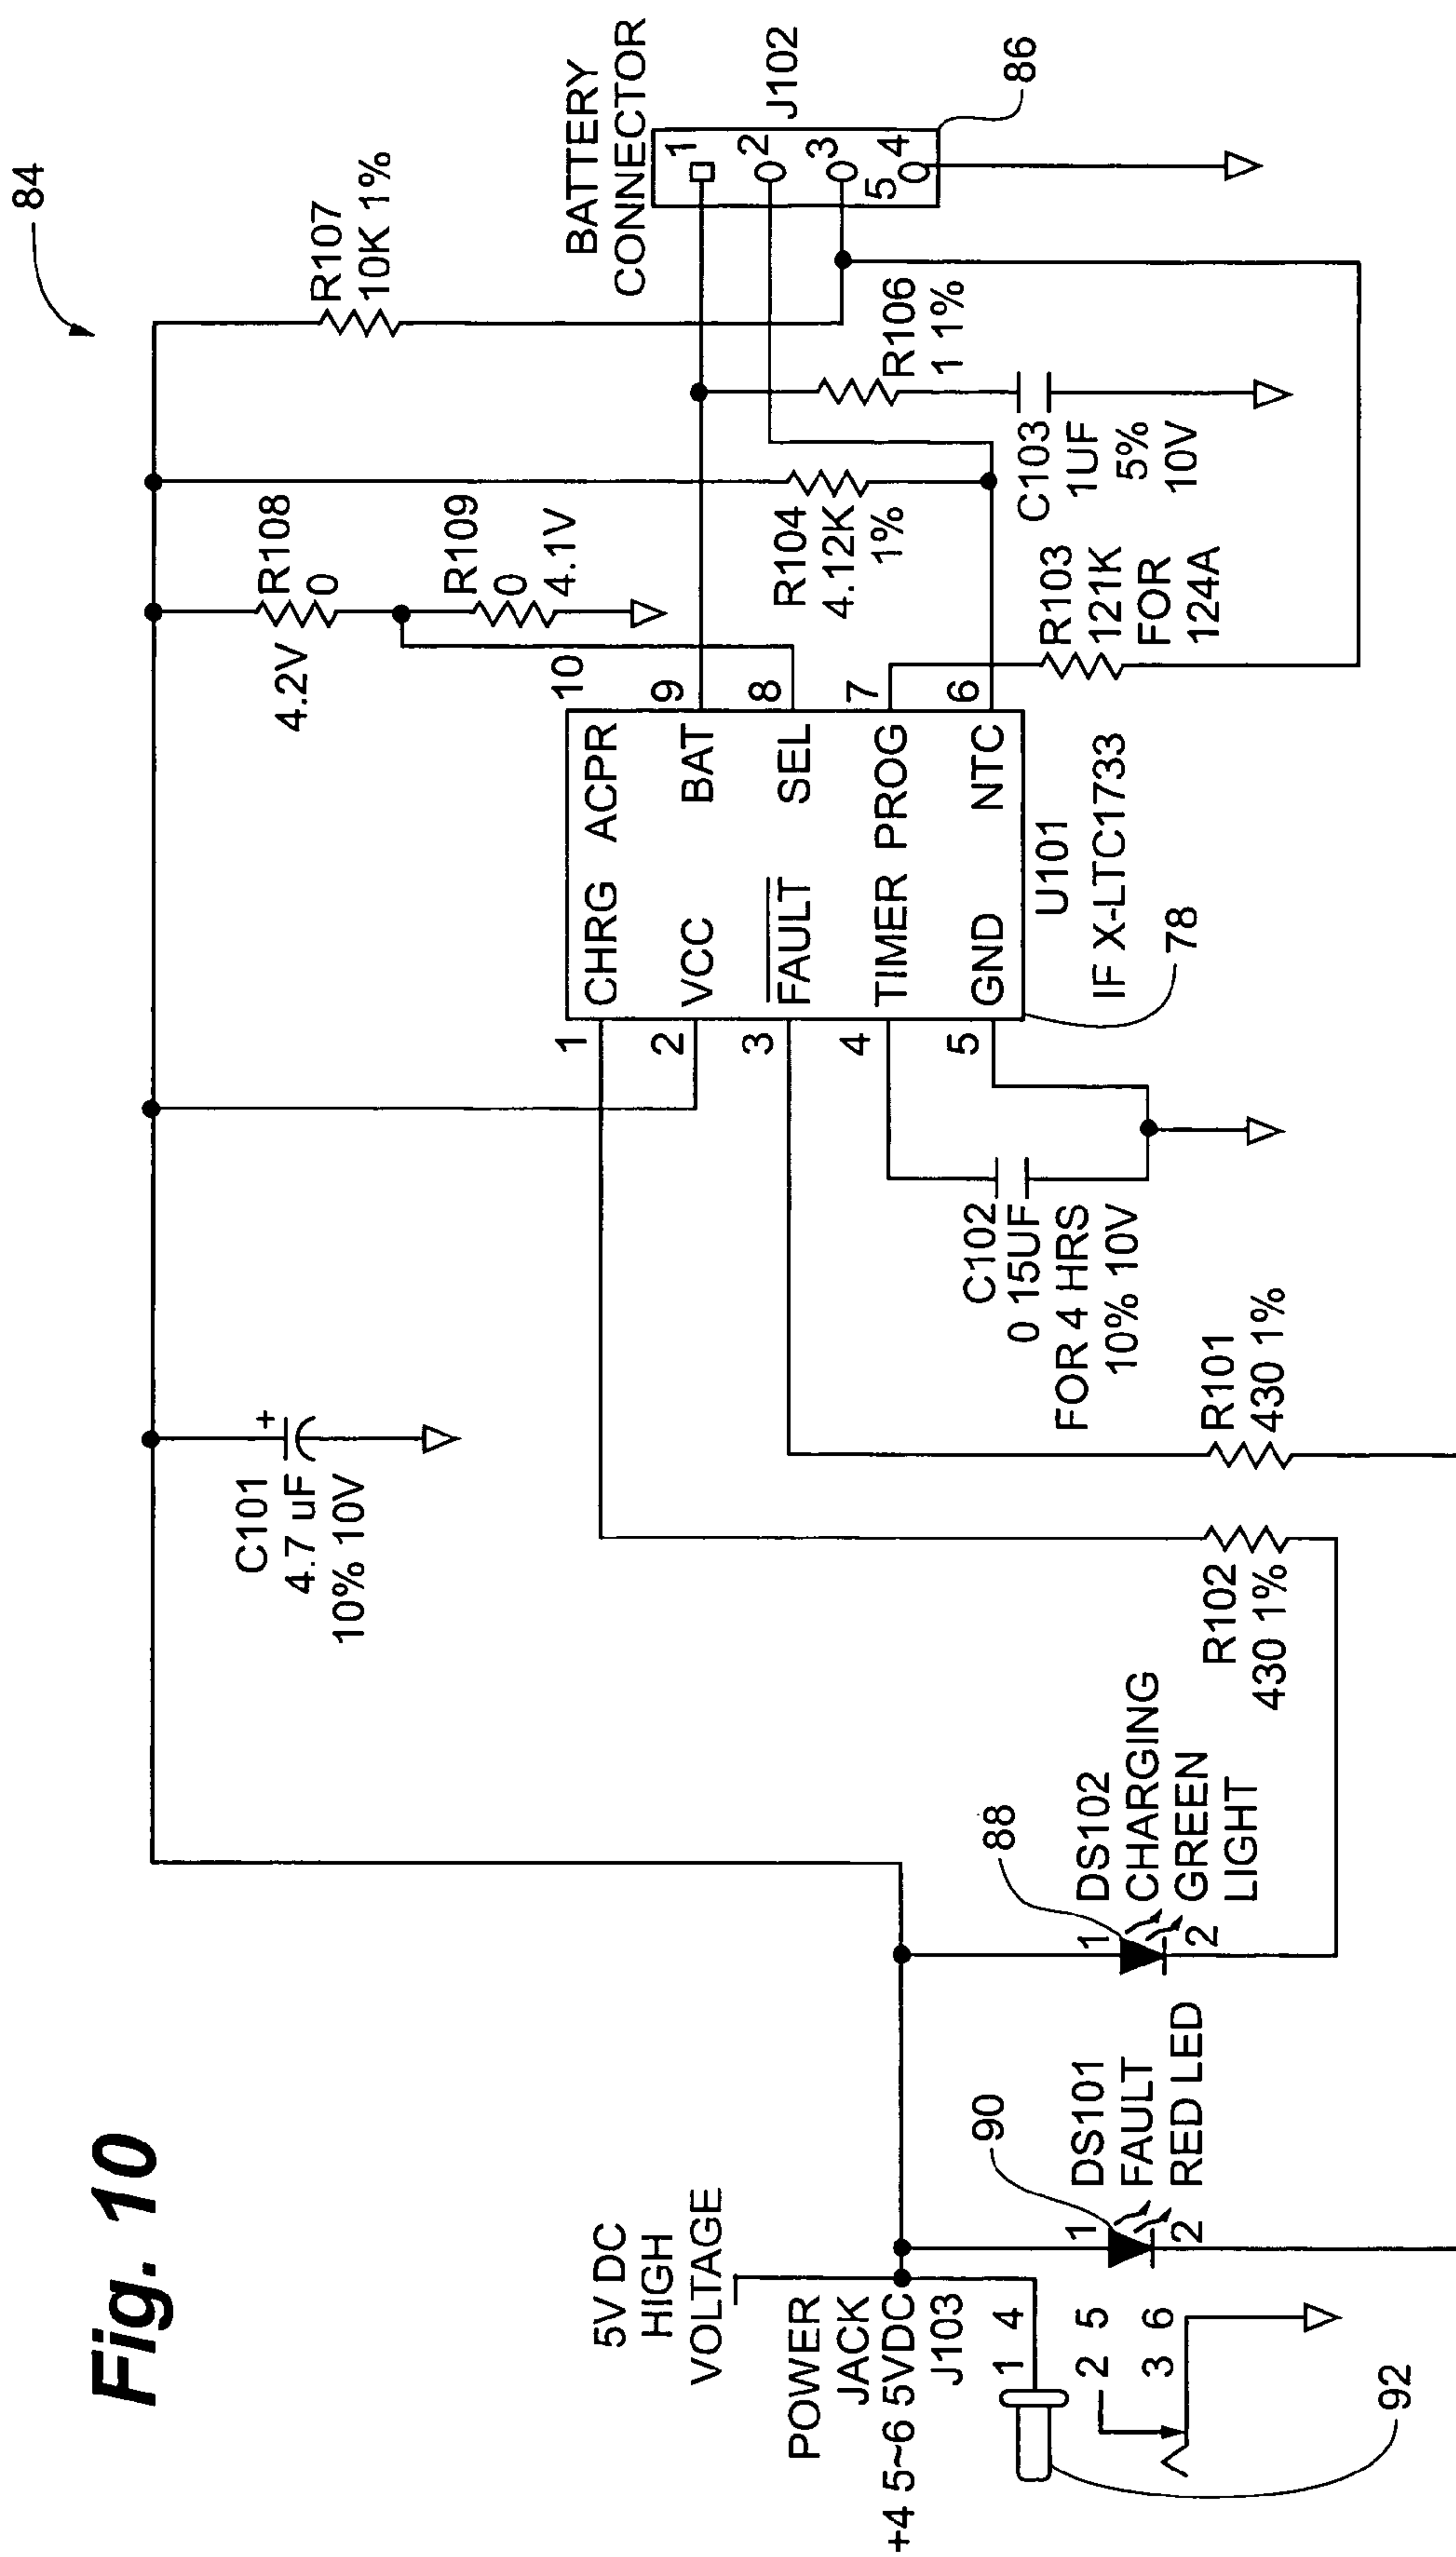 Fig. 10
84
5V DC
HIGH
VOLTAGE
POWER
JACK
+4 5~6 5VDC
J103
1 4
2 5
3 6
92
90
1
DS101
FAULT
RED LED
2
88
1
DS102
CHARGING
GREEN
LIGHT
2
R102
430 1%
R101
430 1%
C101
4.7 uF
10% 10V
+
C102
0 15UF
FOR 4 HRS
10% 10V
1
2
3
4
5
CHRG ACPR
VCC BAT
FAULT SEL
TIMER PROG
GND NTC
10
9
8
7
6
U101
IF X-LTC1733
78
4.2V
R108
0
R109
0
4.1V
R104
4.12K
1%
R103
121K
FOR
124A
C103
1UF
5%
10V
R106
1 1%
R107
10K 1%
BATTERY
CONNECTOR
1
2
3
5 4
J102
86